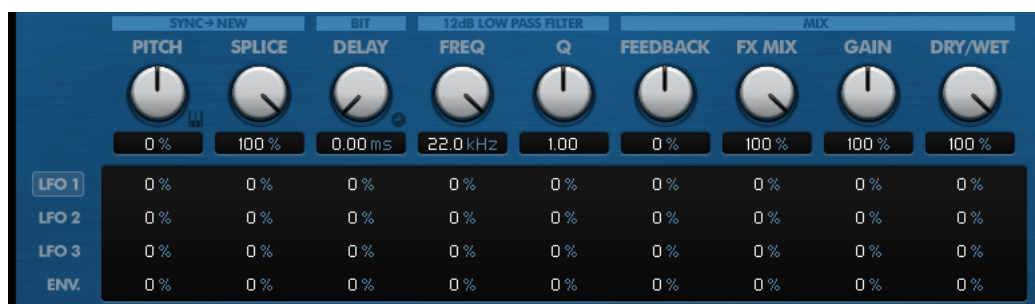 SYNC→NEW BIT 12dB LOW PASS FILTER MIX
PITCH SPLICE DELAY FREQ Q FEEDBACK FX MIX GAIN DRY/WET
0 % 100 % 0.00 ms 22.0 kHz 1.00 0 % 100 % 100 % 100 %
LFO 1 0 % 0 % 0 % 0 % 0 % 0 % 0 % 0 % 0 %
LFO 2 0 % 0 % 0 % 0 % 0 % 0 % 0 % 0 % 0 %
LFO 3 0 % 0 % 0 % 0 % 0 % 0 % 0 % 0 % 0 %
ENV. 0 % 0 % 0 % 0 % 0 % 0 % 0 % 0 % 0 %